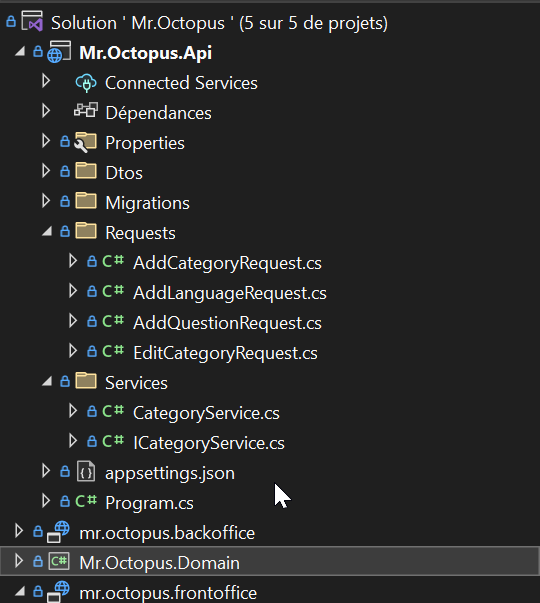 Solution ' Mr.Octopus ' (5 sur 5 de projets)
Mr.Octopus.Api
Connected Services
Dépendances
Properties
Dtos
Migrations
Requests
C# AddCategoryRequest.cs
C# AddLanguageRequest.cs
C# AddQuestionRequest.cs
C# EditCategoryRequest.cs
Services
C# CategoryService.cs
C# ICategoryService.cs
appsettings.json
C# Program.cs
mr.octopus.backoffice
C# Mr.Octopus.Domain
mr.octopus.frontoffice